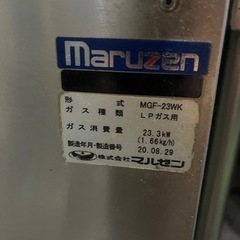 maruzen
形式 MGF-23WK
ガス種類 LPガス用
ガス消費量 23.3kW
(1.66kg/h)
製造年月・製造番号 20.08.29
株式会社マルゼン